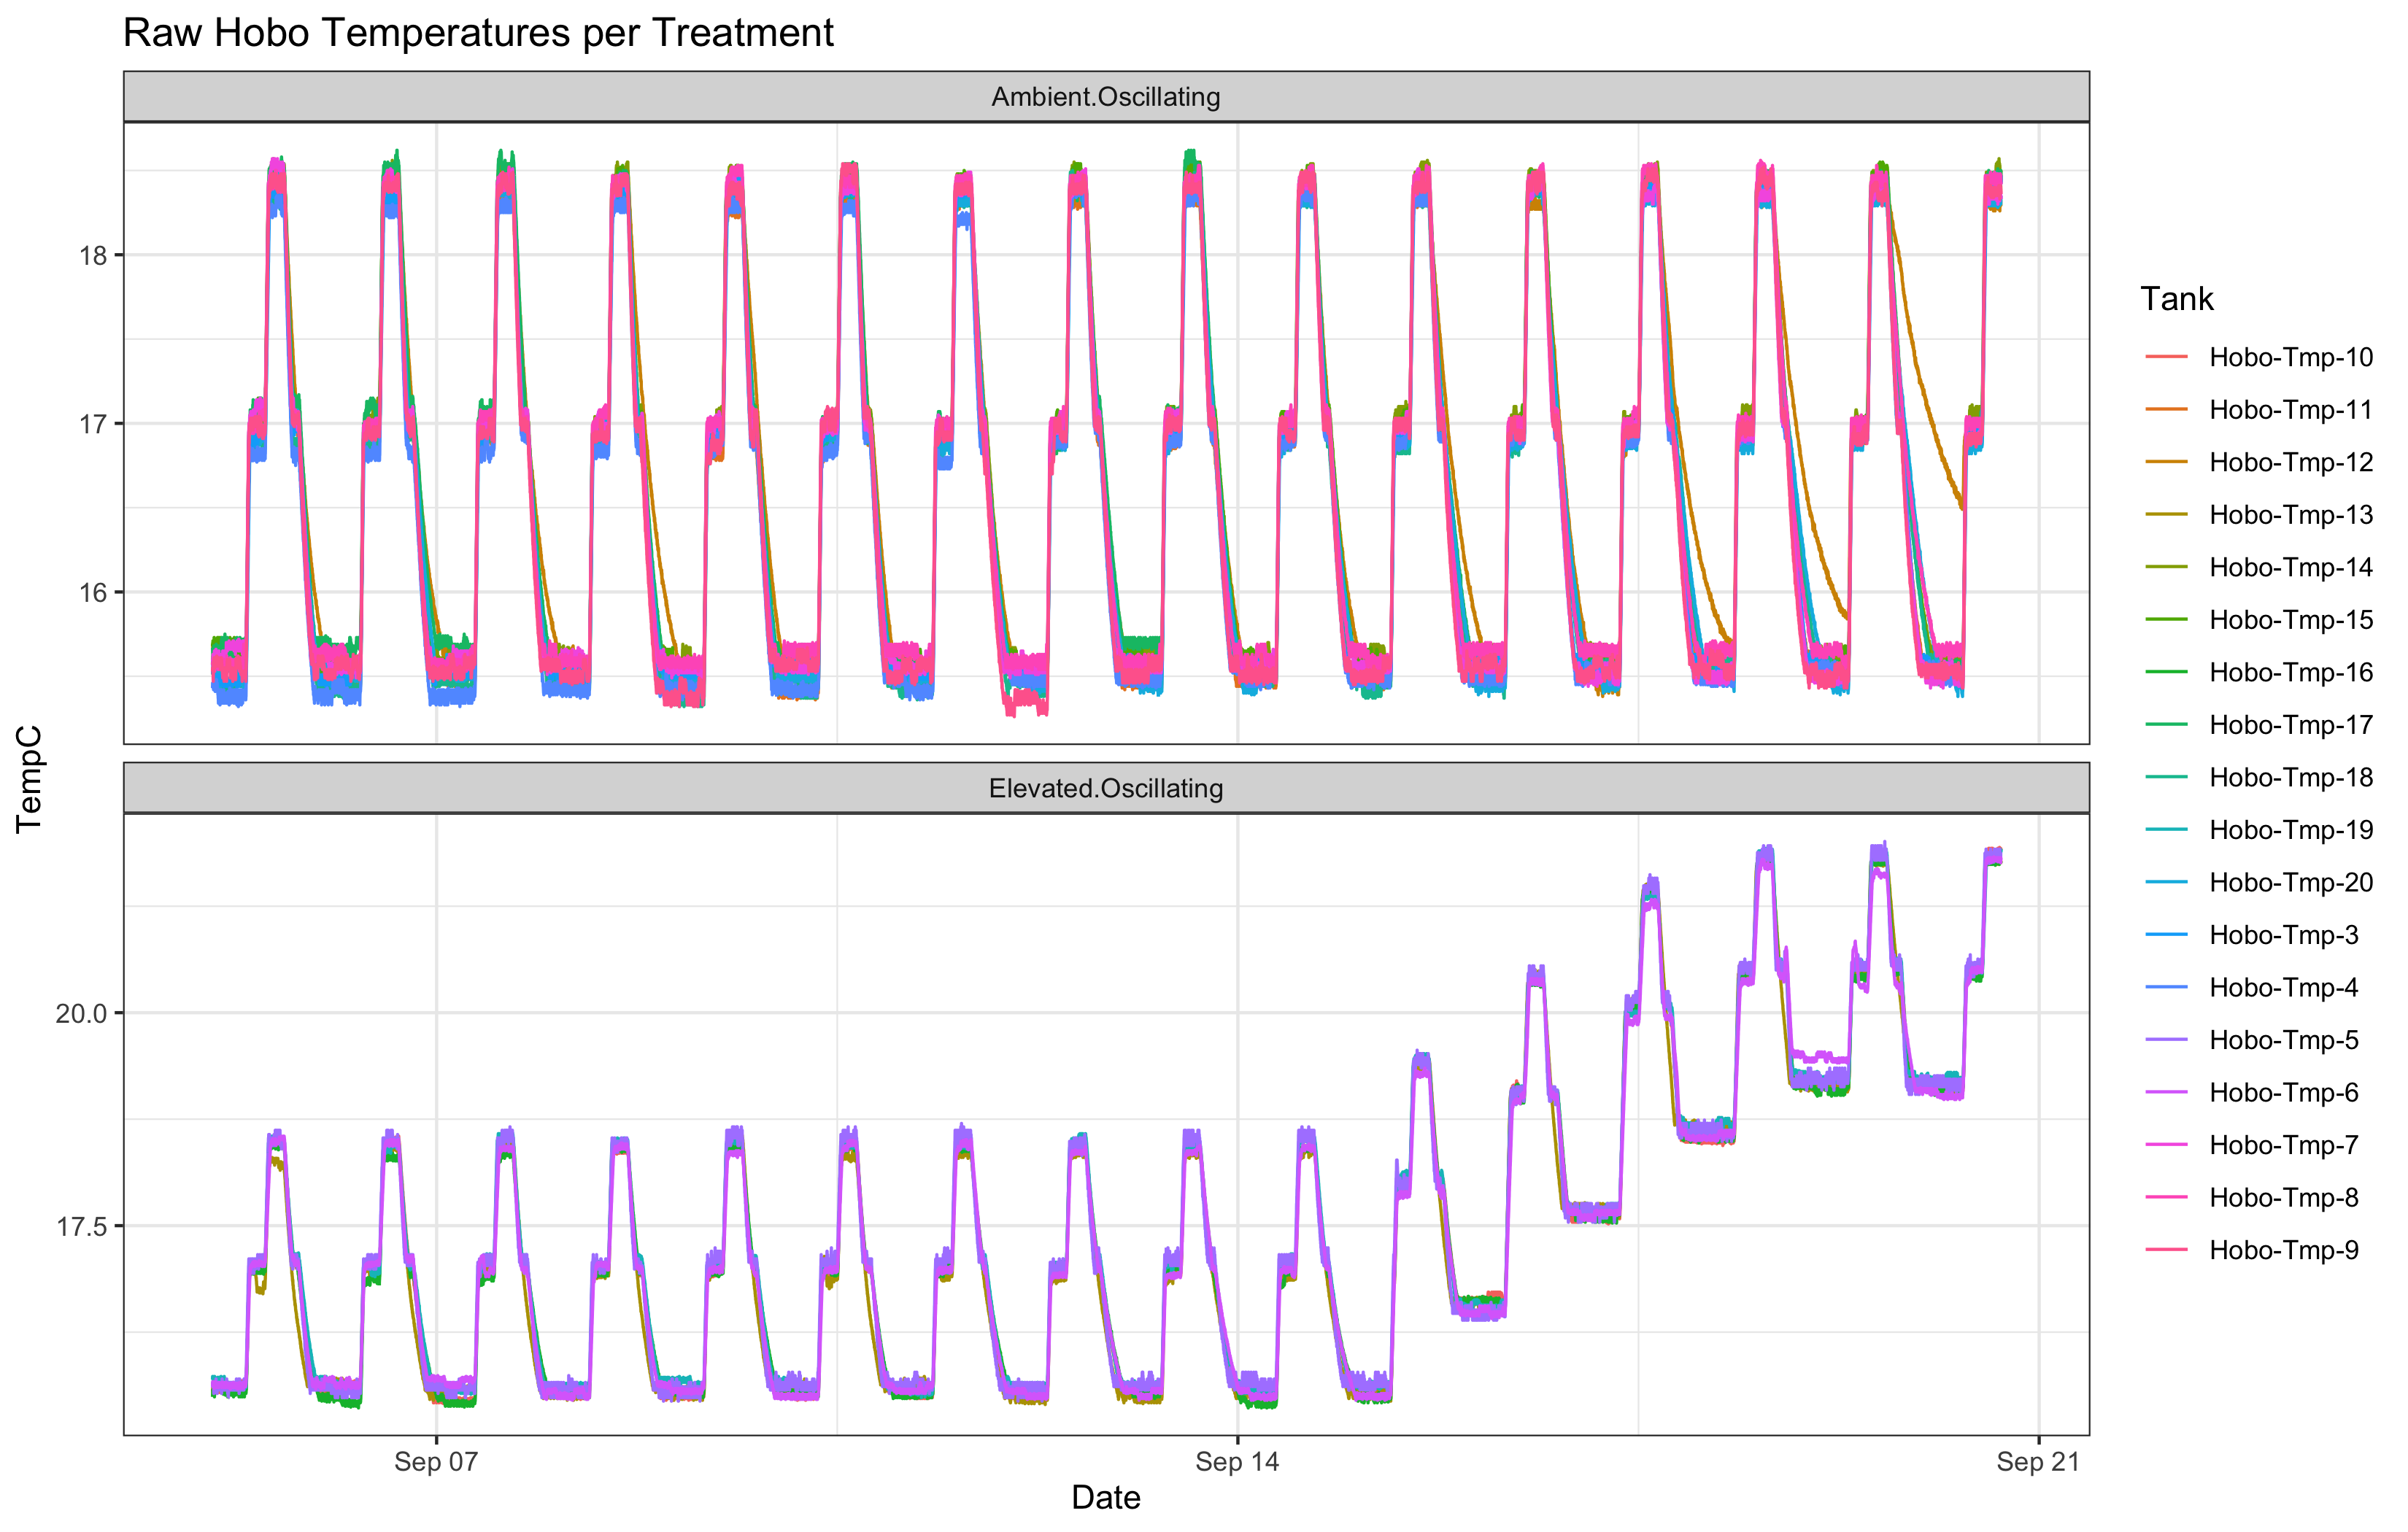 Raw Hobo Temperatures per Treatment
Ambient.Oscillating
18
17
16
TempC
Elevated.Oscillating
20.0
17.5
Sep 07
Sep 14
Sep 21
Date
Tank
Hobo-Tmp-10
Hobo-Tmp-11
Hobo-Tmp-12
Hobo-Tmp-13
Hobo-Tmp-14
Hobo-Tmp-15
Hobo-Tmp-16
Hobo-Tmp-17
Hobo-Tmp-18
Hobo-Tmp-19
Hobo-Tmp-20
Hobo-Tmp-3
Hobo-Tmp-4
Hobo-Tmp-5
Hobo-Tmp-6
Hobo-Tmp-7
Hobo-Tmp-8
Hobo-Tmp-9